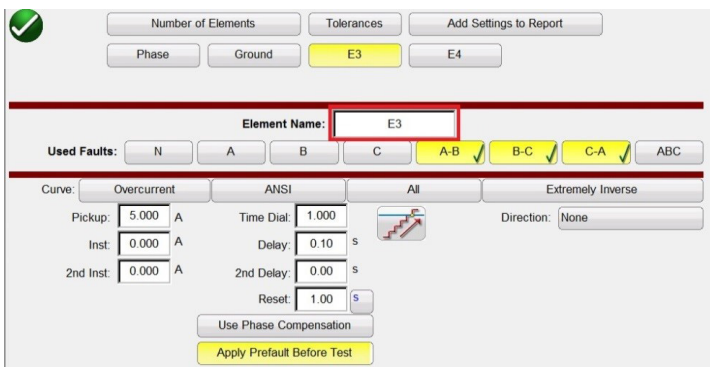 Number of Elements Tolerances Add Settings to Report
Phase Ground E3 E4
Element Name: E3
Used Faults: N A B C A-B B-C C-A ABC
Curve: Overcurrent ANSI All Extremely Inverse
Pickup: 5.000 A Time Dial: 1.000 Direction: None
Inst: 0.000 A Delay: 0.10 s
2nd Inst: 0.000 A 2nd Delay: 0.00 s
Reset: 1.00 s
Use Phase Compensation
Apply Prefault Before Test